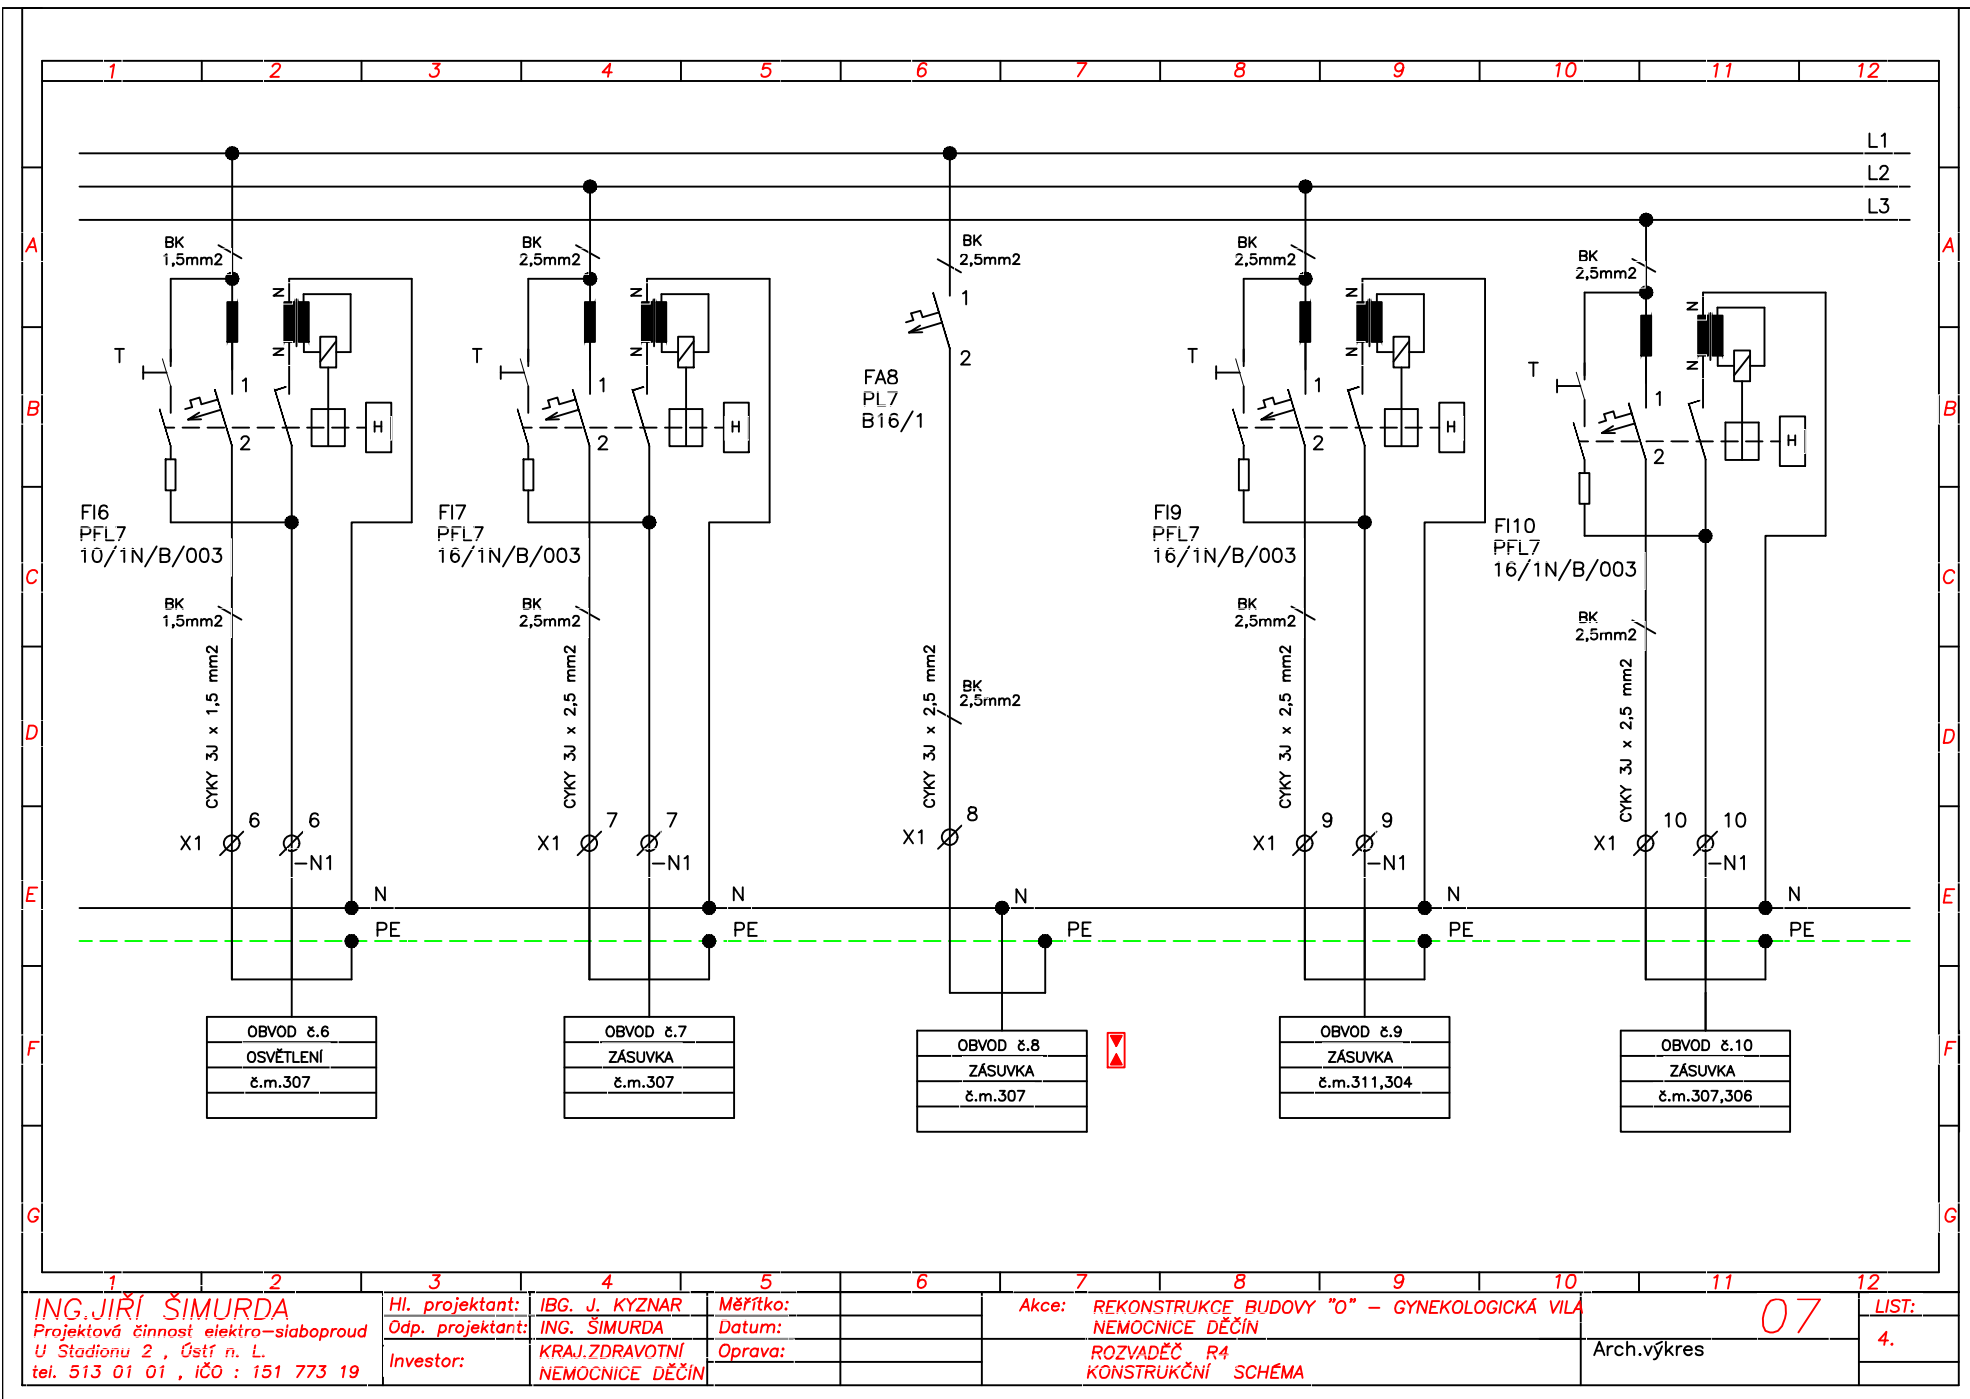 1 2 3 4 5 6 7 8 9 10 11 12
L1
L2
L3
A A
BK
1,5mm2
BK
2,5mm2
BK
2,5mm2
BK
2,5mm2
BK
2,5mm2
N N 1 N N
T T 2 T T
N N N N
B B
1 1 1 1
2 2 2 2
H H H H
FA8
PL7
B16/1
FI6
PFL7
10/1N/B/003
FI7
PFL7
16/1N/B/003
FI9
PFL7
16/1N/B/003
FI10
PFL7
16/1N/B/003
C C
BK
1,5mm2
BK
2,5mm2
BK
2,5mm2
BK
2,5mm2
BK
2,5mm2
CYKY 3J x 1,5 mm2
CYKY 3J x 2,5 mm2
CYKY 3J x 2,5 mm2
CYKY 3J x 2,5 mm2
CYKY 3J x 2,5 mm2
D D
X1 6 6 -N1
X1 7 7 -N1
X1 8
X1 9 9 -N1
X1 10 10 -N1
E N N N N N E
PE PE PE PE PE
F F
OBVOD č.6
OSVĚTLENÍ
č.m.307
OBVOD č.7
ZÁSUVKA
č.m.307
OBVOD č.8
ZÁSUVKA
č.m.307
OBVOD č.9
ZÁSUVKA
č.m.311,304
OBVOD č.10
ZÁSUVKA
č.m.307,306
G G
1 2 3 4 5 6 7 8 9 10 11 12
ING.JIŘÍ ŠIMURDA
Projektová činnost elektro-slaboproud
U Stadionu 2 , Ústí n. L.
tel. 513 01 01 , IČO : 151 773 19
Hl. projektant: IBG. J. KYZNAR
Odp. projektant: ING. ŠIMURDA
Investor: KRAJ.ZDRAVOTNÍ
NEMOCNICE DĚČÍN
Měřítko:
Datum:
Oprava:
Akce: REKONSTRUKCE BUDOVY "O" - GYNEKOLOGICKÁ VILA
NEMOCNICE DĚČÍN
ROZVADĚČ R4
KONSTRUKČNÍ SCHÉMA
07
Arch.výkres
LIST:
4.